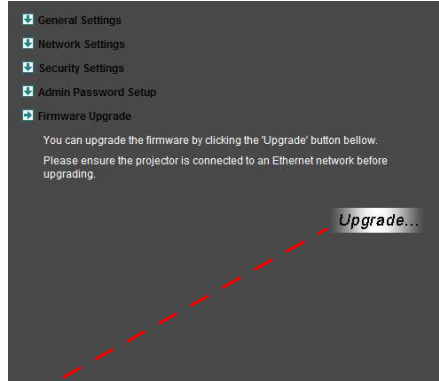 General Settings
Network Settings
Security Settings
Admin Password Setup
Firmware Upgrade
You can upgrade the firmware by clicking the 'Upgrade' button bellow.
Please ensure the projector is connected to an Ethernet network before
upgrading.
Upgrade...